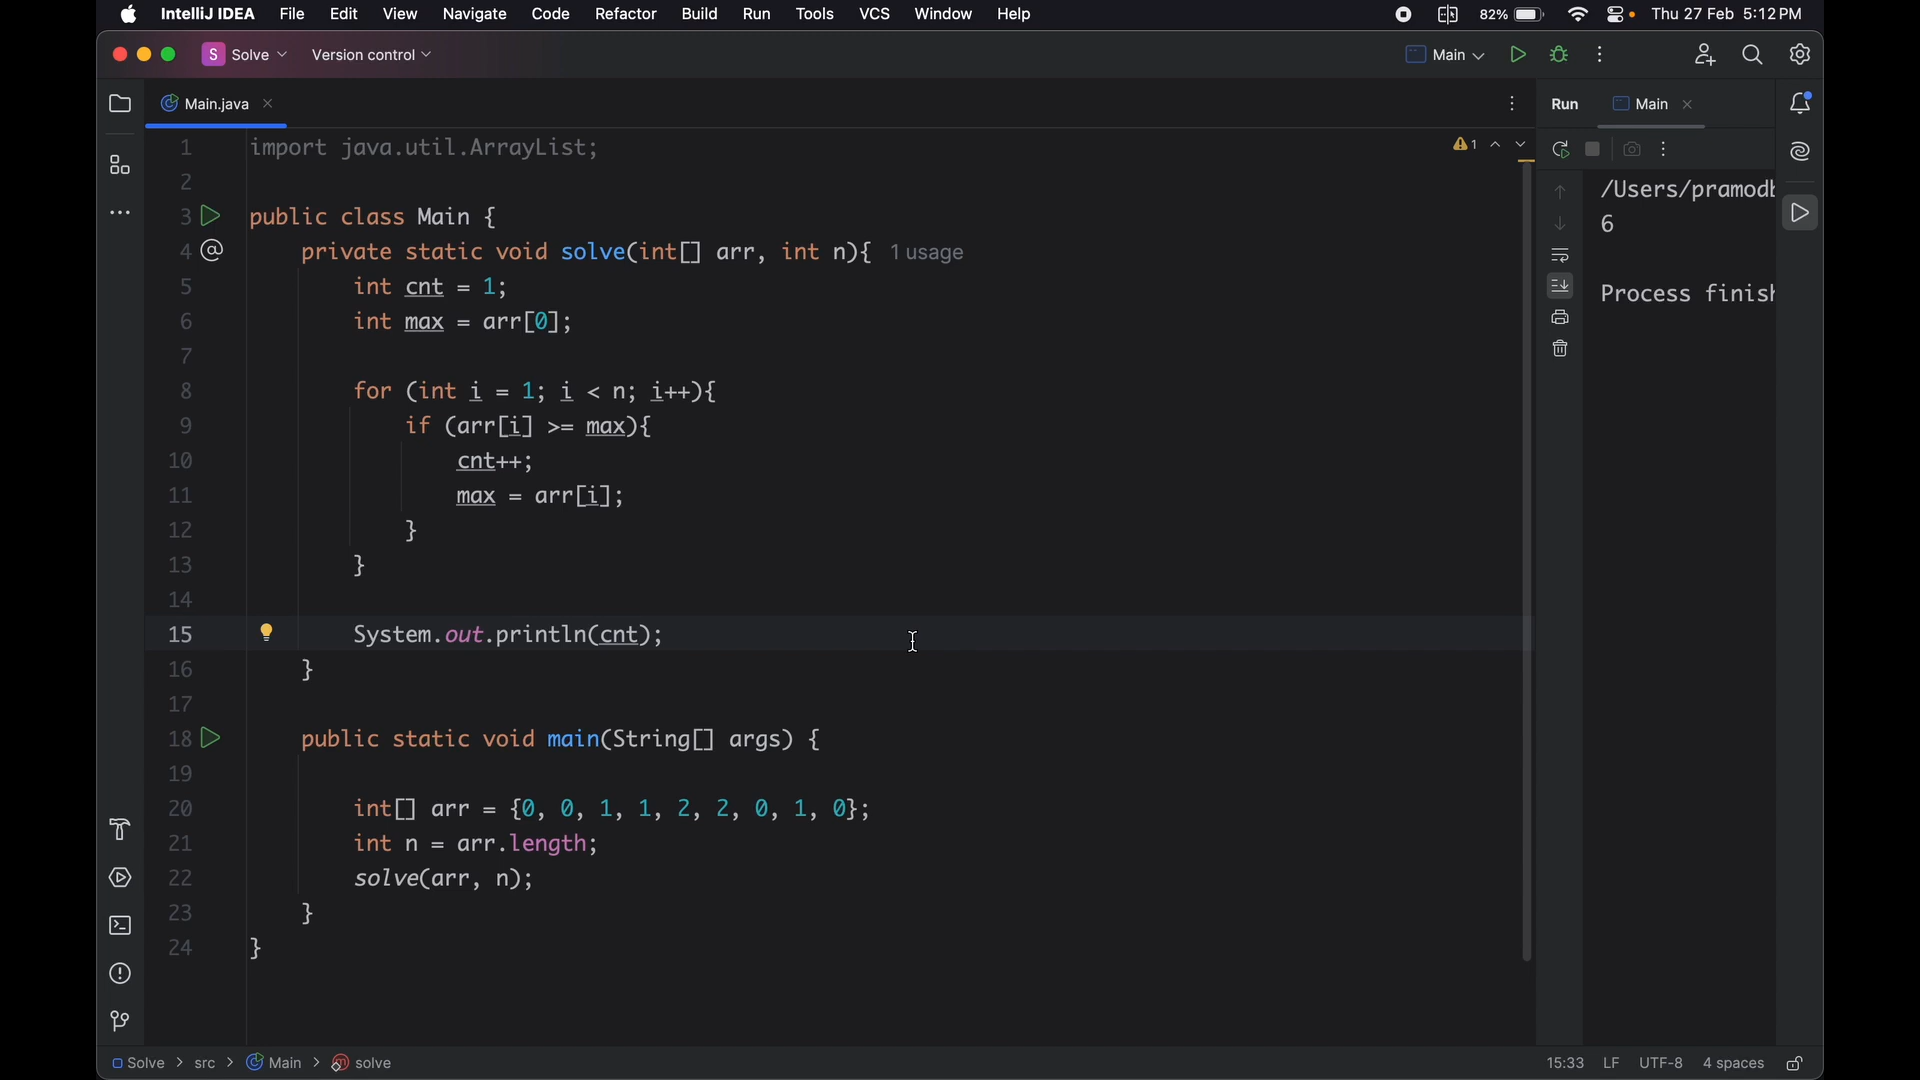 IntelliJ IDEA File Edit View Navigate Code Refactor Build Run Tools VCS Window Help 82% Thu 27 Feb 5:12 PM
S Solve Version control Main
Main.java Run Main
1 import java.util.ArrayList; 1
2
3 public class Main {
4 @ private static void solve(int[] arr, int n){ 1 usage
5 int cnt = 1;
6 int max = arr[0];
7
8 for (int i = 1; i < n; i++){
9 if (arr[i] >= max){
10 cnt++;
11 max = arr[i];
12 }
13 }
14
15 System.out.println(cnt);
16 }
17
18 public static void main(String[] args) {
19
20 int[] arr = {0, 0, 1, 1, 2, 2, 0, 1, 0};
21 int n = arr.length;
22 solve(arr, n);
23 }
24 }
/Users/pramodb
6
Process finish
Solve > src > Main > solve 15:33 LF UTF-8 4 spaces